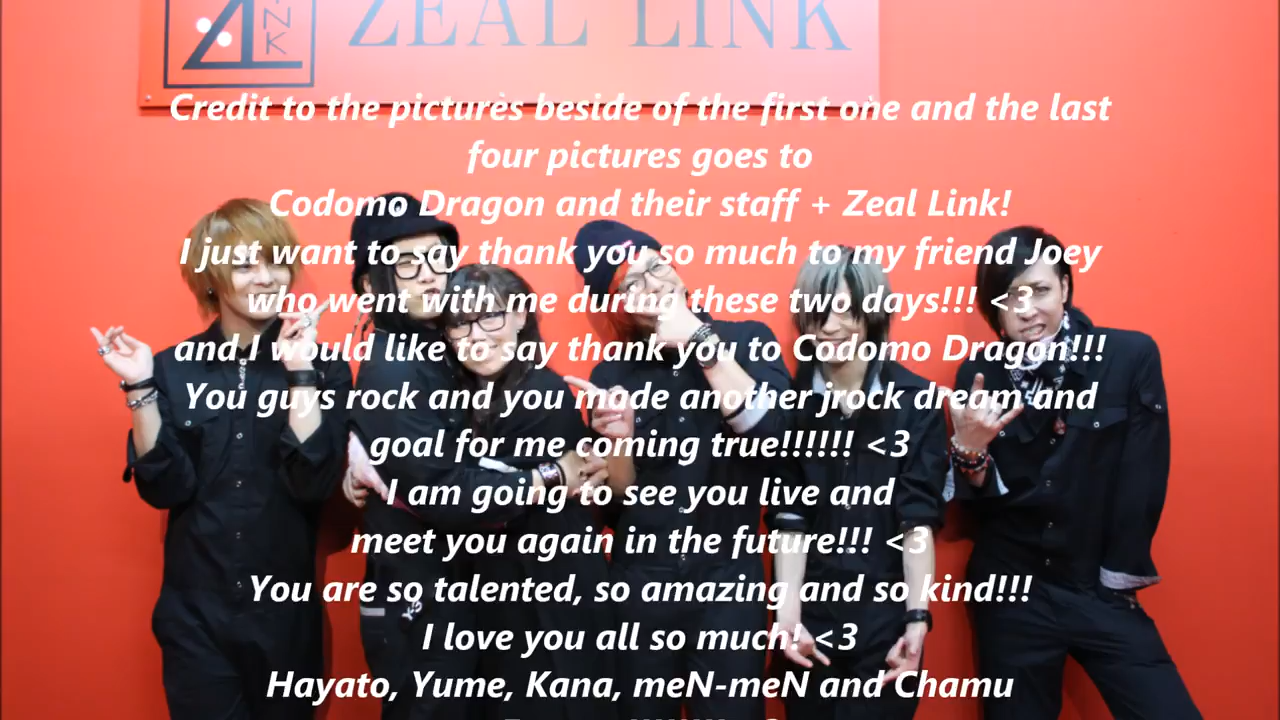 ZEAL LINK
INK
Credit to the pictures beside of the first one and the last
four pictures goes to
Codomo Dragon and their staff + Zeal Link!
I just want to say thank you so much to my friend Joey
who went with me during these two days!!! <3
and I would like to say thank you to Codomo Dragon!!!
You guys rock and you made another jrock dream and
goal for me coming true!!!!!! <3
I am going to see you live and
meet you again in the future!!! <3
You are so talented, so amazing and so kind!!!
I love you all so much! <3
Hayato, Yume, Kana, meN-meN and Chamu
Y-3